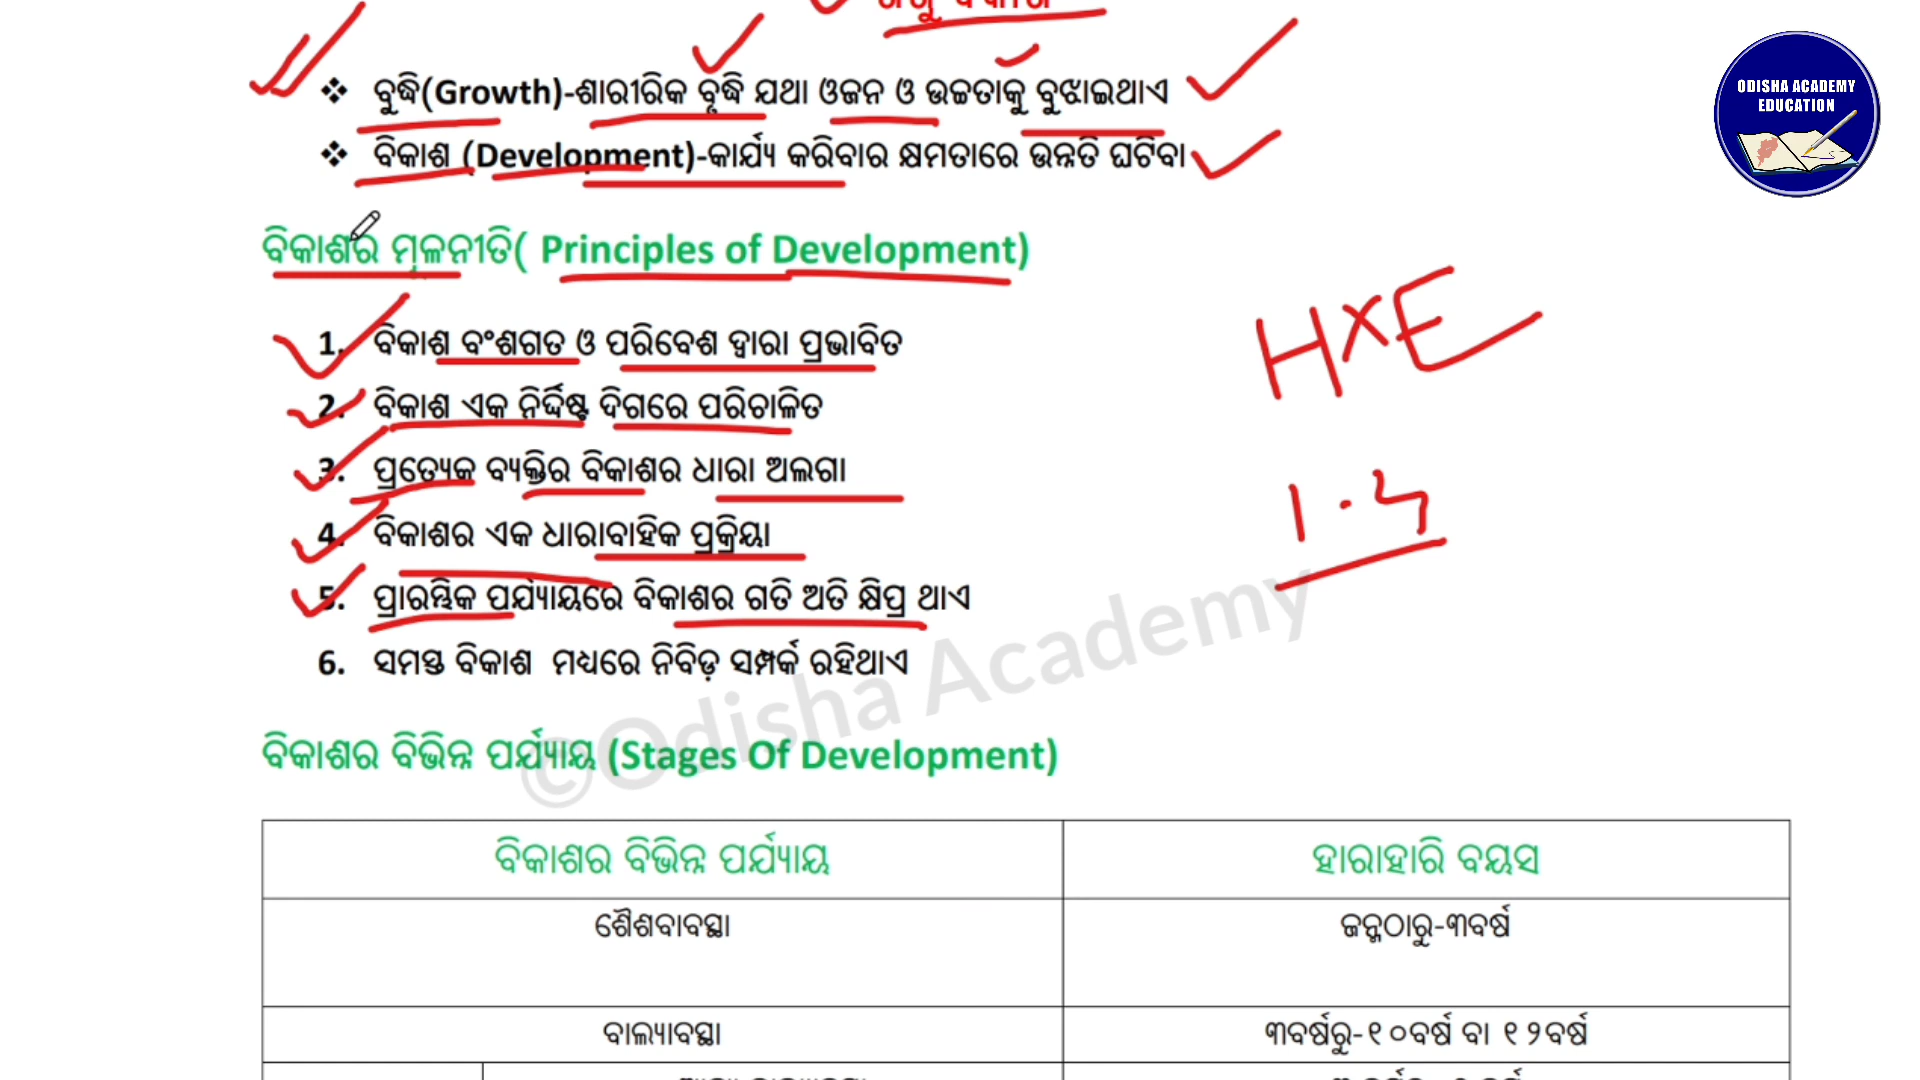 ODISHA ACADEMY
EDUCATION
❖ ବୁଦ୍ଧି(Growth)-ଶାରୀରିକ ବୃଦ୍ଧି ଯଥା ଓଜନ ଓ ଉଚ୍ଚତାକୁ ବୁଝାଇଥାଏ
❖ ବିକାଶ (Development)-କାର୍ଯ୍ୟ କରିବାର କ୍ଷମତାରେ ଉନ୍ନତି ଘଟିବା
ବିକାଶର ମୂଳନୀତି( Principles of Development)
1. ବିକାଶ ବଂଶଗତ ଓ ପରିବେଶ ଦ୍ୱାରା ପ୍ରଭାବିତ
2. ବିକାଶ ଏକ ନିର୍ଦ୍ଦିଷ୍ଟ ଦିଗରେ ପରିଚାଳିତ
3. ପ୍ରତ୍ୟେକ ବ୍ୟକ୍ତିର ବିକାଶର ଧାରା ଅଲଗା
4. ବିକାଶର ଏକ ଧାରାବାହିକ ପ୍ରକ୍ରିୟା
5. ପ୍ରାରମ୍ଭିକ ପର୍ଯ୍ୟାୟରେ ବିକାଶର ଗତି ଅତି କ୍ଷିପ୍ର ଥାଏ
6. ସମସ୍ତ ବିକାଶ ମଧ୍ୟରେ ନିବିଡ଼ ସମ୍ପର୍କ ରହିଥାଏ
H×E
©Odisha Academy
ବିକାଶର ବିଭିନ୍ନ ପର୍ଯ୍ୟାୟ (Stages Of Development)
ବିକାଶର ବିଭିନ୍ନ ପର୍ଯ୍ୟାୟ ହାରାହାରି ବୟସ
ଶୈଶବାବସ୍ଥା ଜନ୍ମଠାରୁ-୩ବର୍ଷ
ବାଲ୍ୟାବସ୍ଥା ୩ବର୍ଷରୁ-୧୦ବର୍ଷ ବା ୧୨ବର୍ଷ